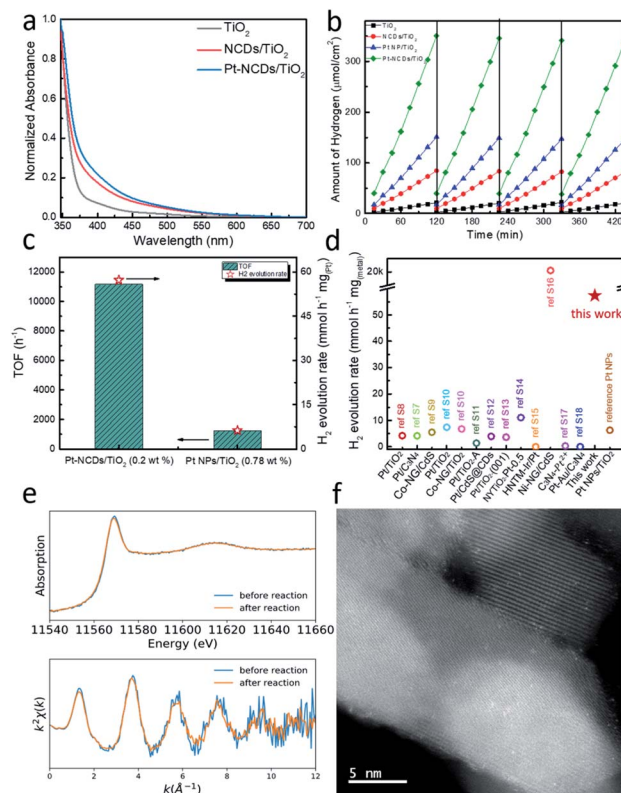 a
TiO2
NCDs/TiO2
Pt-NCDs/TiO2
Normalized Absorbance
1.0
0.8
0.6
0.4
0.2
0.0
350 400 450 500 550 600 650 700
Wavelength (nm)
b
TiO2
NCDs/TiO2
Pt NP/TiO2
Pt-NCDs/TiO2
Amount of Hydrogen (μmol/cm2)
350
300
250
200
150
100
50
0
0 60 120 180 240 300 360 420
Time (min)
c
TOF
H2 evolution rate
TOF (h-1)
12000
10000
8000
6000
4000
2000
0
H2 evolution rate (mmol h-1 mg(Pt))
60
50
40
30
20
10
0
Pt-NCDs/TiO2 (0.2 wt %)
Pt NPs/TiO2 (0.78 wt %)
d
H2 evolution rate (mmol h-1 mg(metal))
20k
60
50
40
30
20
10
0
ref S8
ref S7
ref S9
ref S10
ref S10
ref S11
ref S12
ref S13
ref S14
ref S15
ref S16
ref S17
ref S18
this work
reference Pt NPs
Pt/TiO2
Pt/C3N4
Co-NG/CdS
Pt/TiO2
Co-NG/TiO2
Pt/TiO2-A
Pt/CdS@CDs
Pt/TiO2(001)
HNTM-Ir/Pt
Ni-NG/CdS
C3N4-Pt2+
Pt-Au/C3N4
This work
Pt NPs/TiO2
e
Absorption
before reaction
after reaction
11540 11560 11580 11600 11620 11640 11660
Energy (eV)
k2χ(k)
before reaction
after reaction
0 2 4 6 8 10 12
k(Å-1)
f
5 nm